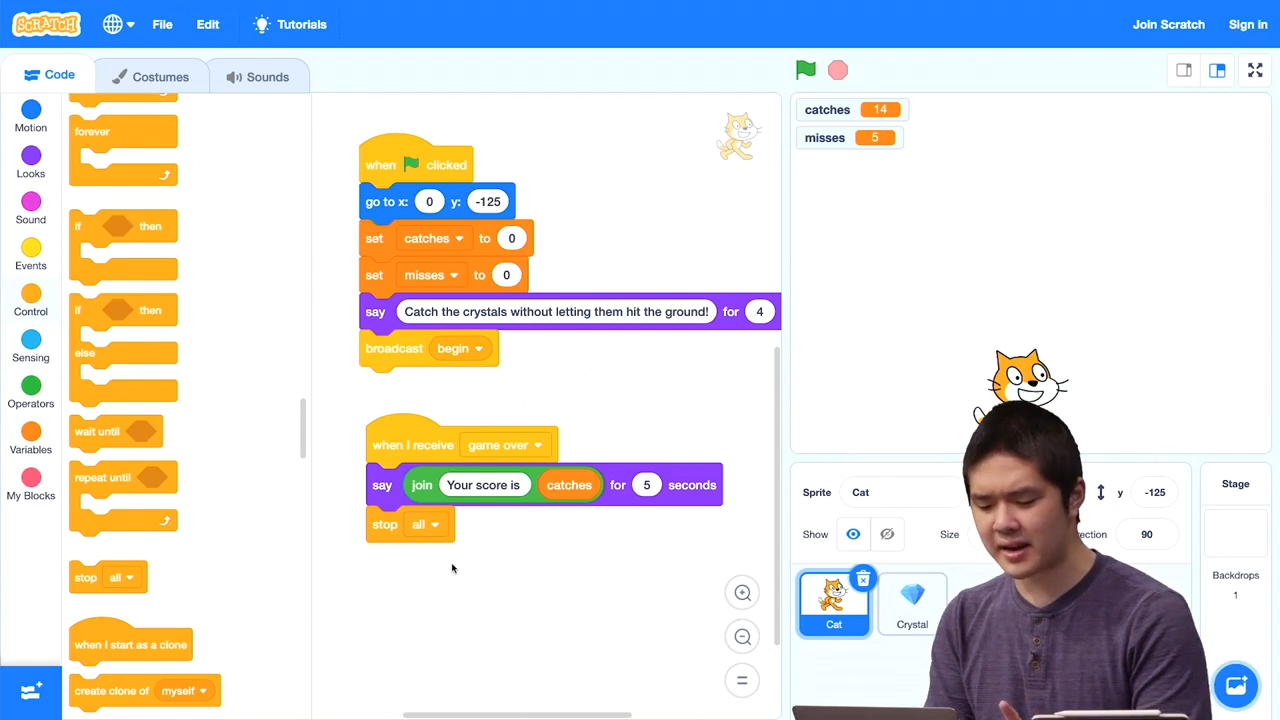 SCRATCH File Edit Tutorials Join Scratch Sign in
Code Costumes Sounds
Motion
Looks
Sound
Events
Control
Sensing
Operators
Variables
My Blocks
forever
if then
if then
else
wait until
repeat until
stop all
when I start as a clone
create clone of myself
when clicked
go to x: 0 y: -125
set catches to 0
set misses to 0
say Catch the crystals without letting them hit the ground! for 4
broadcast begin
when I receive game over
say join Your score is catches for 5 seconds
stop all
catches 14
misses 5
Sprite Cat y -125
Show Size rection 90
Cat
Crystal
Stage
Backdrops
1